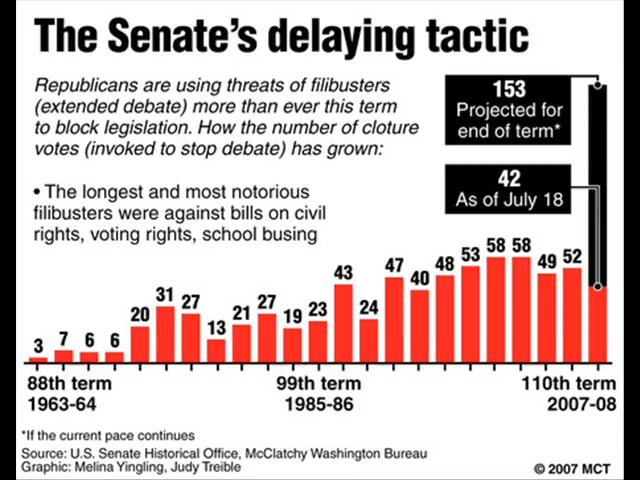 The Senate's delaying tactic
Republicans are using threats of filibusters
(extended debate) more than ever this term
to block legislation. How the number of cloture
votes (invoked to stop debate) has grown:
• The longest and most notorious
filibusters were against bills on civil
rights, voting rights, school busing
153
Projected for
end of term*
42
As of July 18
3 7 6 6 20 31 27 13 21 27 19 23 43 24 47 40 48 53 58 58 49 52
88th term
1963-64
99th term
1985-86
110th term
2007-08
*If the current pace continues
Source: U.S. Senate Historical Office, McClatchy Washington Bureau
Graphic: Melina Yingling, Judy Treible
© 2007 MCT